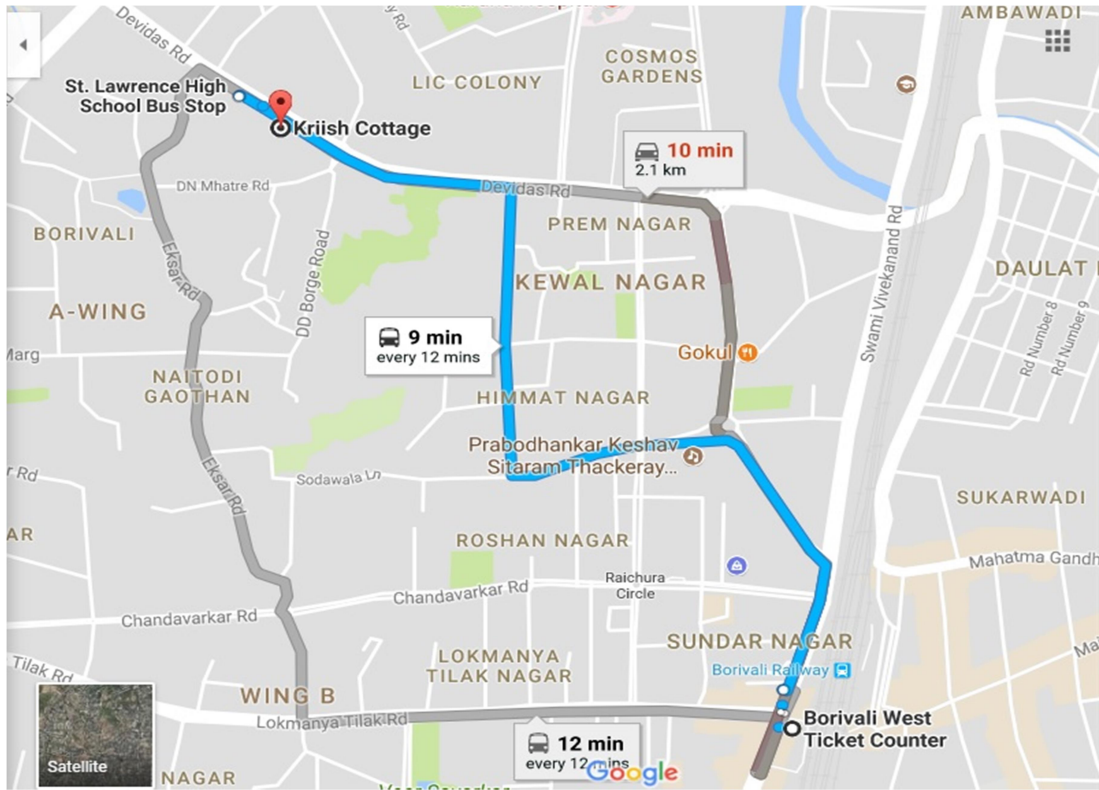 AMBAWADI
Devidas Rd
COSMOS
GARDENS
LIC COLONY
St. Lawrence High
School Bus Stop
Kriish Cottage
10 min
2.1 km
DN Mhatre Rd
Devidas Rd
PREM NAGAR
BORIVALI
Swami Vivekanand Rd
Eksar Rd
DD Borge Road
KEWAL NAGAR
DAULAT
A-WING
Rd Number 8
Rd Number 9
9 min
every 12 mins
Gokul
Marg
NAITODI
GAOTHAN
HIMMAT NAGAR
Prabodhankar Keshav
Sitaram Thackeray...
Sodawala Ln
r Rd
Eksar Rd
SUKARWADI
AR
ROSHAN NAGAR
Mahatma Gandh
Raichura
Circle
Chandavarkar Rd
Chandavarkar Rd
SUNDAR NAGAR
LOKMANYA
TILAK NAGAR
Borivali Railway
Tilak Rd
WING B
Lokmanya Tilak Rd
Borivali West
Ticket Counter
12 min
every 12 mins
Google
Satellite
NAGAR